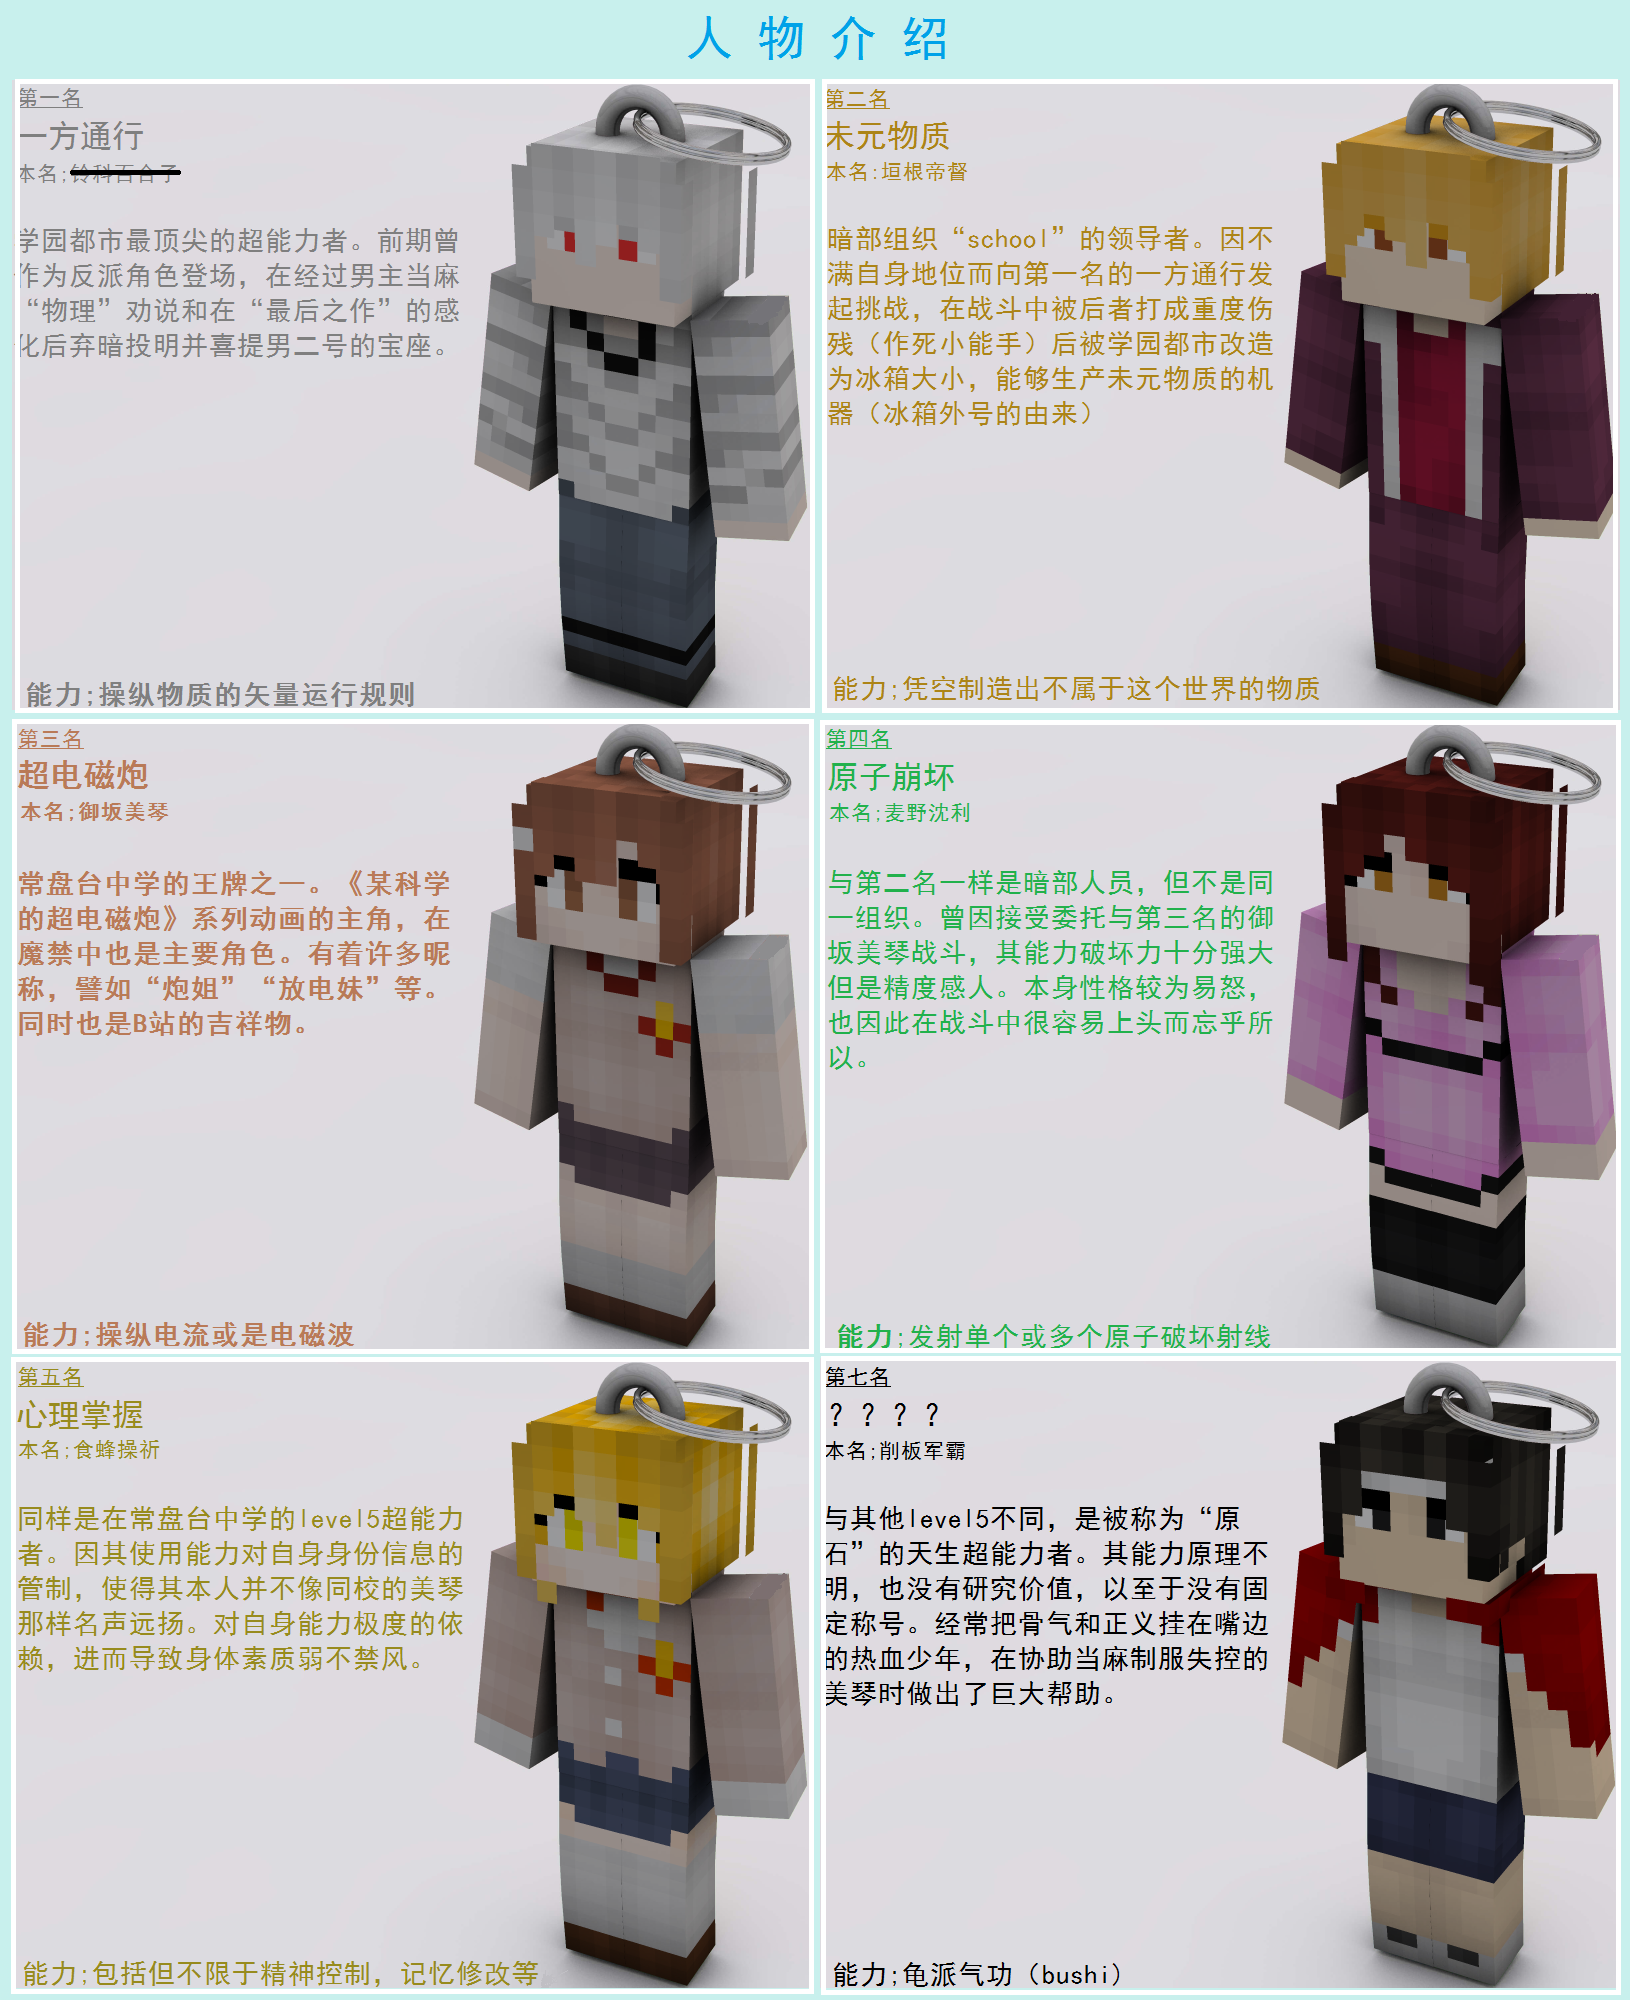 人物介绍
第一名
一方通行
本名;铃科百合子
学园都市最顶尖的超能力者。前期曾
作为反派角色登场，在经过男主当麻
“物理”劝说和在“最后之作”的感
化后弃暗投明并喜提男二号的宝座。
能力;操纵物质的矢量运行规则
第二名
未元物质
本名:垣根帝督
暗部组织“school”的领导者。因不
满自身地位而向第一名的一方通行发
起挑战，在战斗中被后者打成重度伤
残（作死小能手）后被学园都市改造
为冰箱大小，能够生产未元物质的机
器（冰箱外号的由来）
能力;凭空制造出不属于这个世界的物质
第三名
超电磁炮
本名;御坂美琴
常盘台中学的王牌之一。《某科学
的超电磁炮》系列动画的主角，在
魔禁中也是主要角色。有着许多昵
称，譬如“炮姐”“放电妹”等。
同时也是B站的吉祥物。
能力;操纵电流或是电磁波
第四名
原子崩坏
本名;麦野沈利
与第二名一样是暗部人员，但不是同
一组织。曾因接受委托与第三名的御
坂美琴战斗，其能力破坏力十分强大
但是精度感人。本身性格较为易怒，
也因此在战斗中很容易上头而忘乎所
以。
能力;发射单个或多个原子破坏射线
第五名
心理掌握
本名;食蜂操祈
同样是在常盘台中学的level5超能力
者。因其使用能力对自身身份信息的
管制，使得其本人并不像同校的美琴
那样名声远扬。对自身能力极度的依
赖，进而导致身体素质弱不禁风。
能力;包括但不限于精神控制，记忆修改等
第七名
？？？？
本名;削板军霸
与其他level5不同，是被称为“原
石”的天生超能力者。其能力原理不
明，也没有研究价值，以至于没有固
定称号。经常把骨气和正义挂在嘴边
的热血少年，在协助当麻制服失控的
美琴时做出了巨大帮助。
能力;龟派气功（bushi）